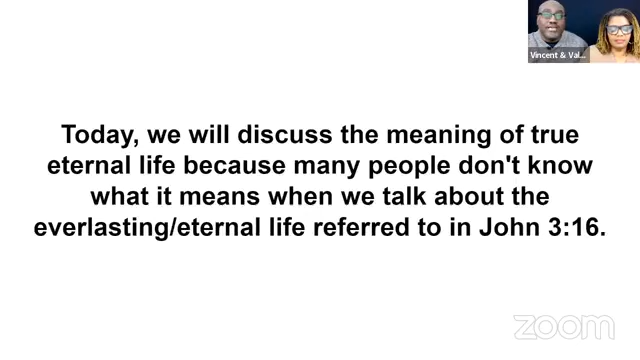 Vincent & Val...
Today, we will discuss the meaning of true
eternal life because many people don't know
what it means when we talk about the
everlasting/eternal life referred to in John 3:16.
zoom